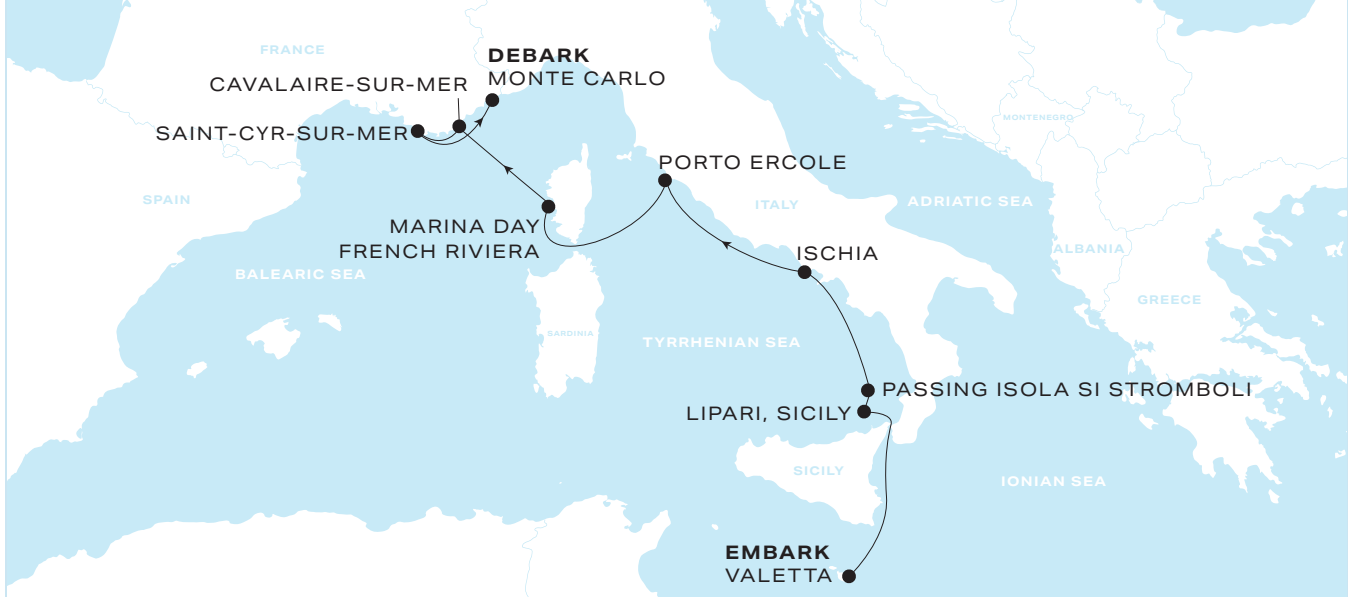 FRANCE
DEBARK
MONTE CARLO
CAVALAIRE-SUR-MER
SAINT-CYR-SUR-MER
MONTENEGRO
PORTO ERCOLE
SPAIN
ITALY
ADRIATIC SEA
MARINA DAY
FRENCH RIVIERA
ISCHIA
ALBANIA
BALEARIC SEA
GREECE
SARDINIA
TYRRHENIAN SEA
PASSING ISOLA SI STROMBOLI
LIPARI, SICILY
SICILY
IONIAN SEA
EMBARK
VALETTA